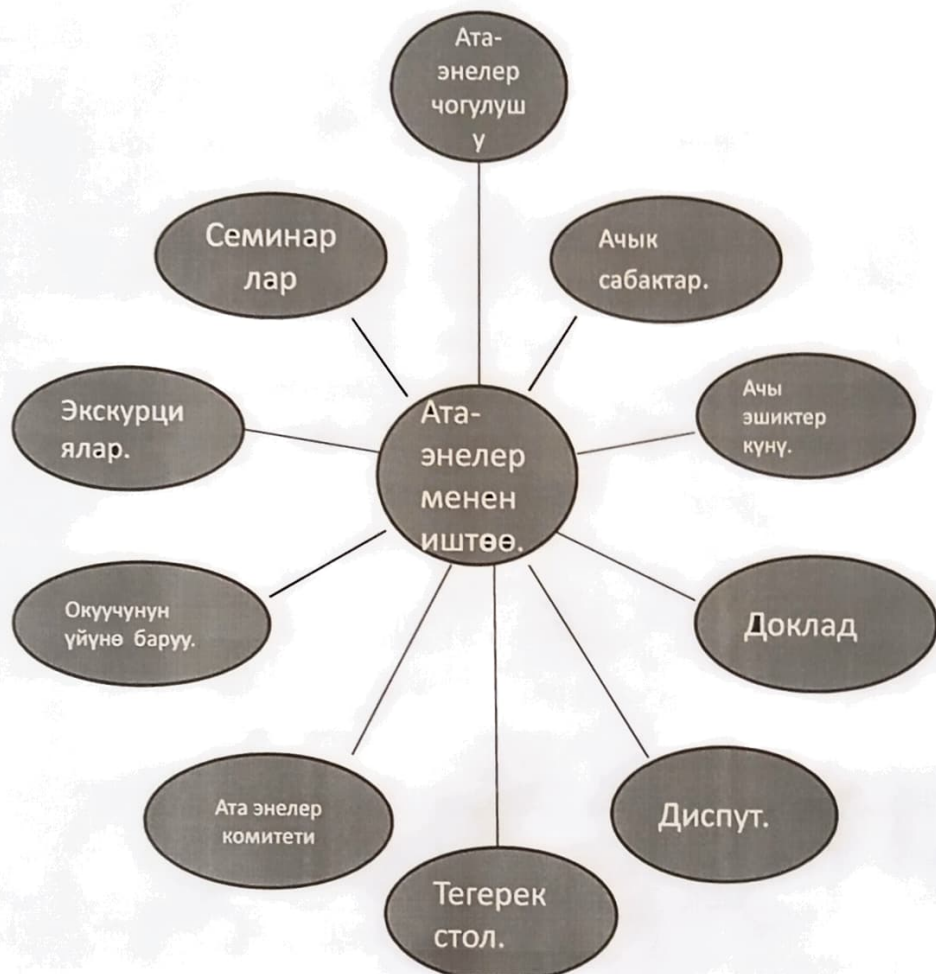 Ата-
энелер
чогулуш
у
Семинар
лар
Ачык
сабактар.
Экскурци
ялар.
Ата-
энелер
менен
иштөө.
Ачы
эшиктер
күнү.
Окуучунун
үйүнө баруу.
Доклад
Ата энелер
комитети
Диспут.
Тегерек
стол.